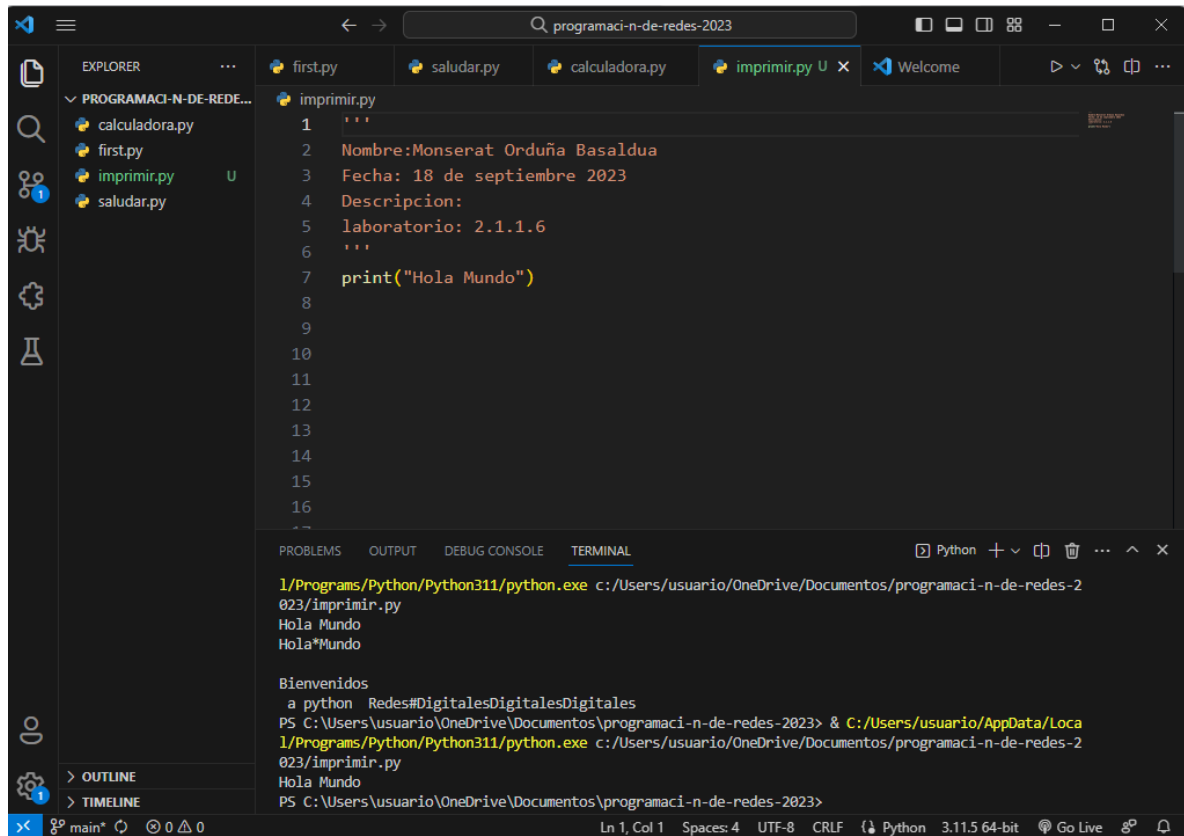 programaci-n-de-redes-2023
EXPLORER ...
first.py saludar.py calculadora.py imprimir.py U Welcome ...
PROGRAMACI-N-DE-REDE...
calculadora.py
first.py
imprimir.py U
saludar.py
imprimir.py
1 '''
2 Nombre:Monserat Orduña Basaldua
3 Fecha: 18 de septiembre 2023
4 Descripcion:
5 laboratorio: 2.1.1.6
6 '''
7 print("Hola Mundo")
8
9
10
11
12
13
14
15
16
1
1
OUTLINE
TIMELINE
PROBLEMS OUTPUT DEBUG CONSOLE TERMINAL Python ...
l/Programs/Python/Python311/python.exe c:/Users/usuario/OneDrive/Documentos/programaci-n-de-redes-2
023/imprimir.py
Hola Mundo
Hola*Mundo
Bienvenidos
a python  Redes#DigitalesDigitalesDigitales
PS C:\Users\usuario\OneDrive\Documentos\programaci-n-de-redes-2023> & C:/Users/usuario/AppData/Loca
l/Programs/Python/Python311/python.exe c:/Users/usuario/OneDrive/Documentos/programaci-n-de-redes-2
023/imprimir.py
Hola Mundo
PS C:\Users\usuario\OneDrive\Documentos\programaci-n-de-redes-2023>
main* 0 0 Ln 1, Col 1 Spaces: 4 UTF-8 CRLF Python 3.11.5 64-bit Go Live